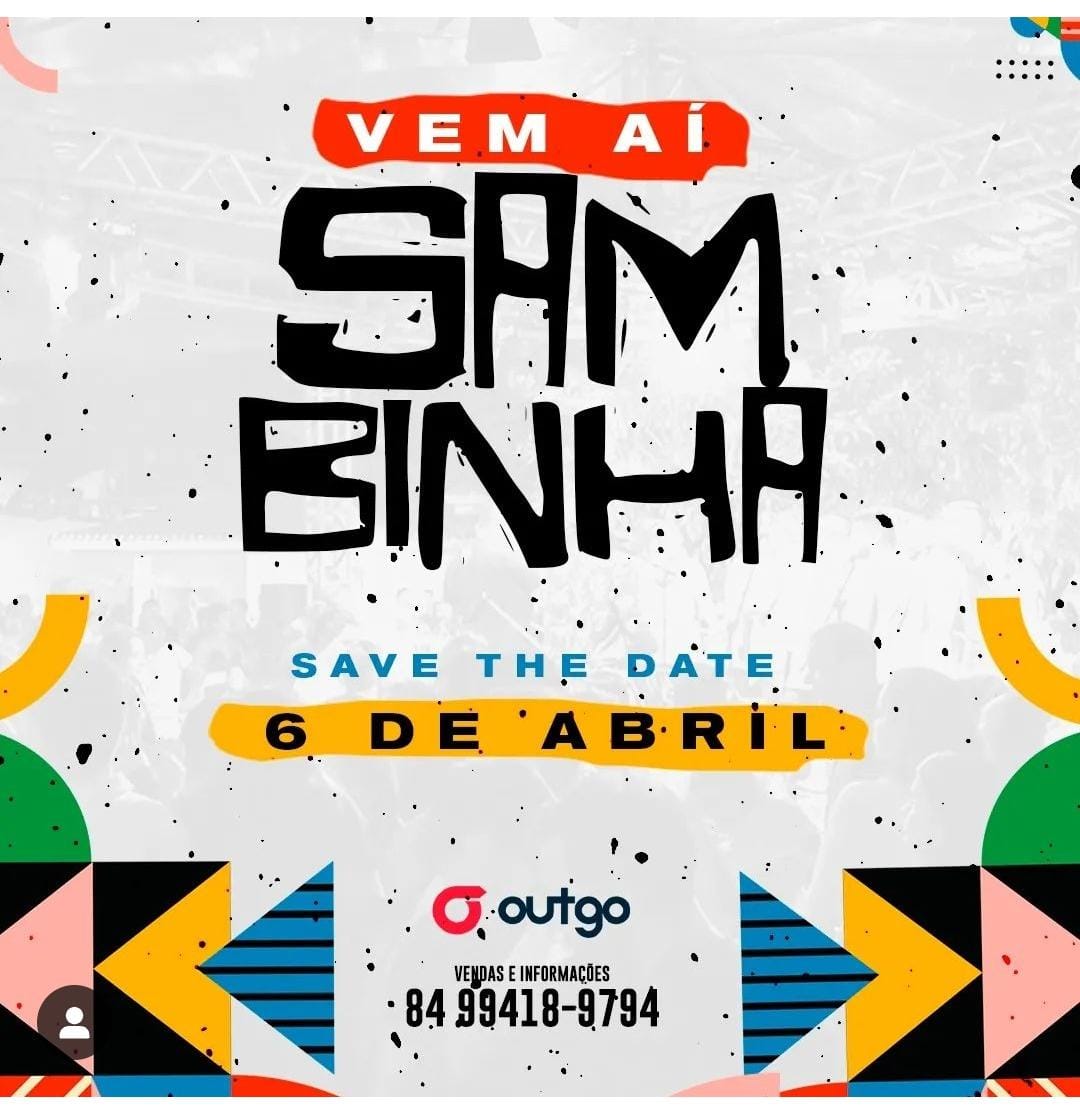 VEM AÍ
SAM
BINHA
SAVE THE DATE
6 DE ABRIL
outgo
VENDAS E INFORMAÇÕES
84 99418-9794